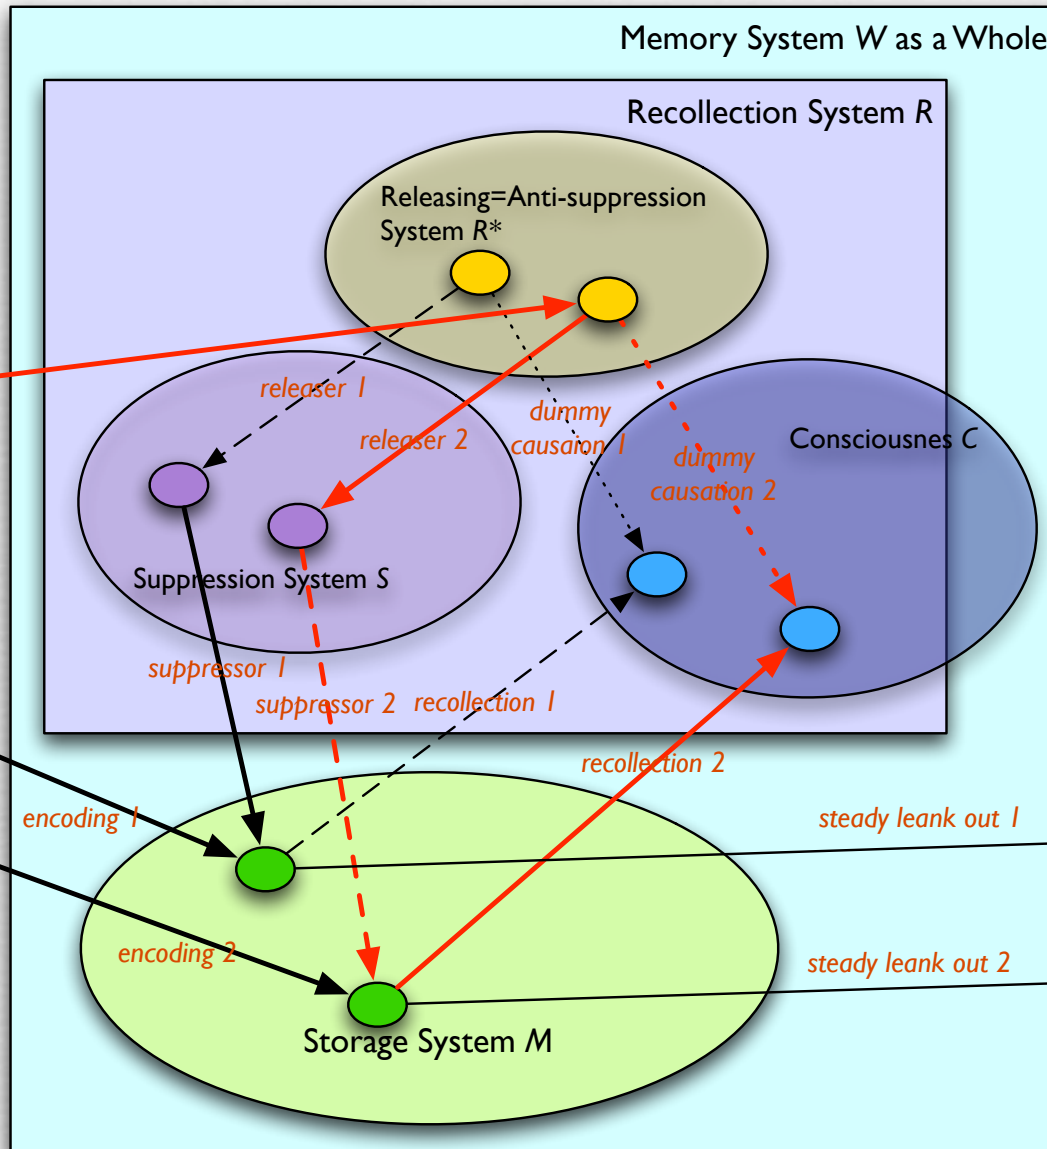 Memory System W as a Whole
Recollection System R
Releasing=Anti-suppression
System R*
releaser 1
releaser 2
dummy
causaion 1
dummy
causation 2
Consciousnes C
Suppression System S
suppressor 1
suppressor 2
recollection 1
recollection 2
encoding 1
steady leank out 1
encoding 2
steady leank out 2
Storage System M